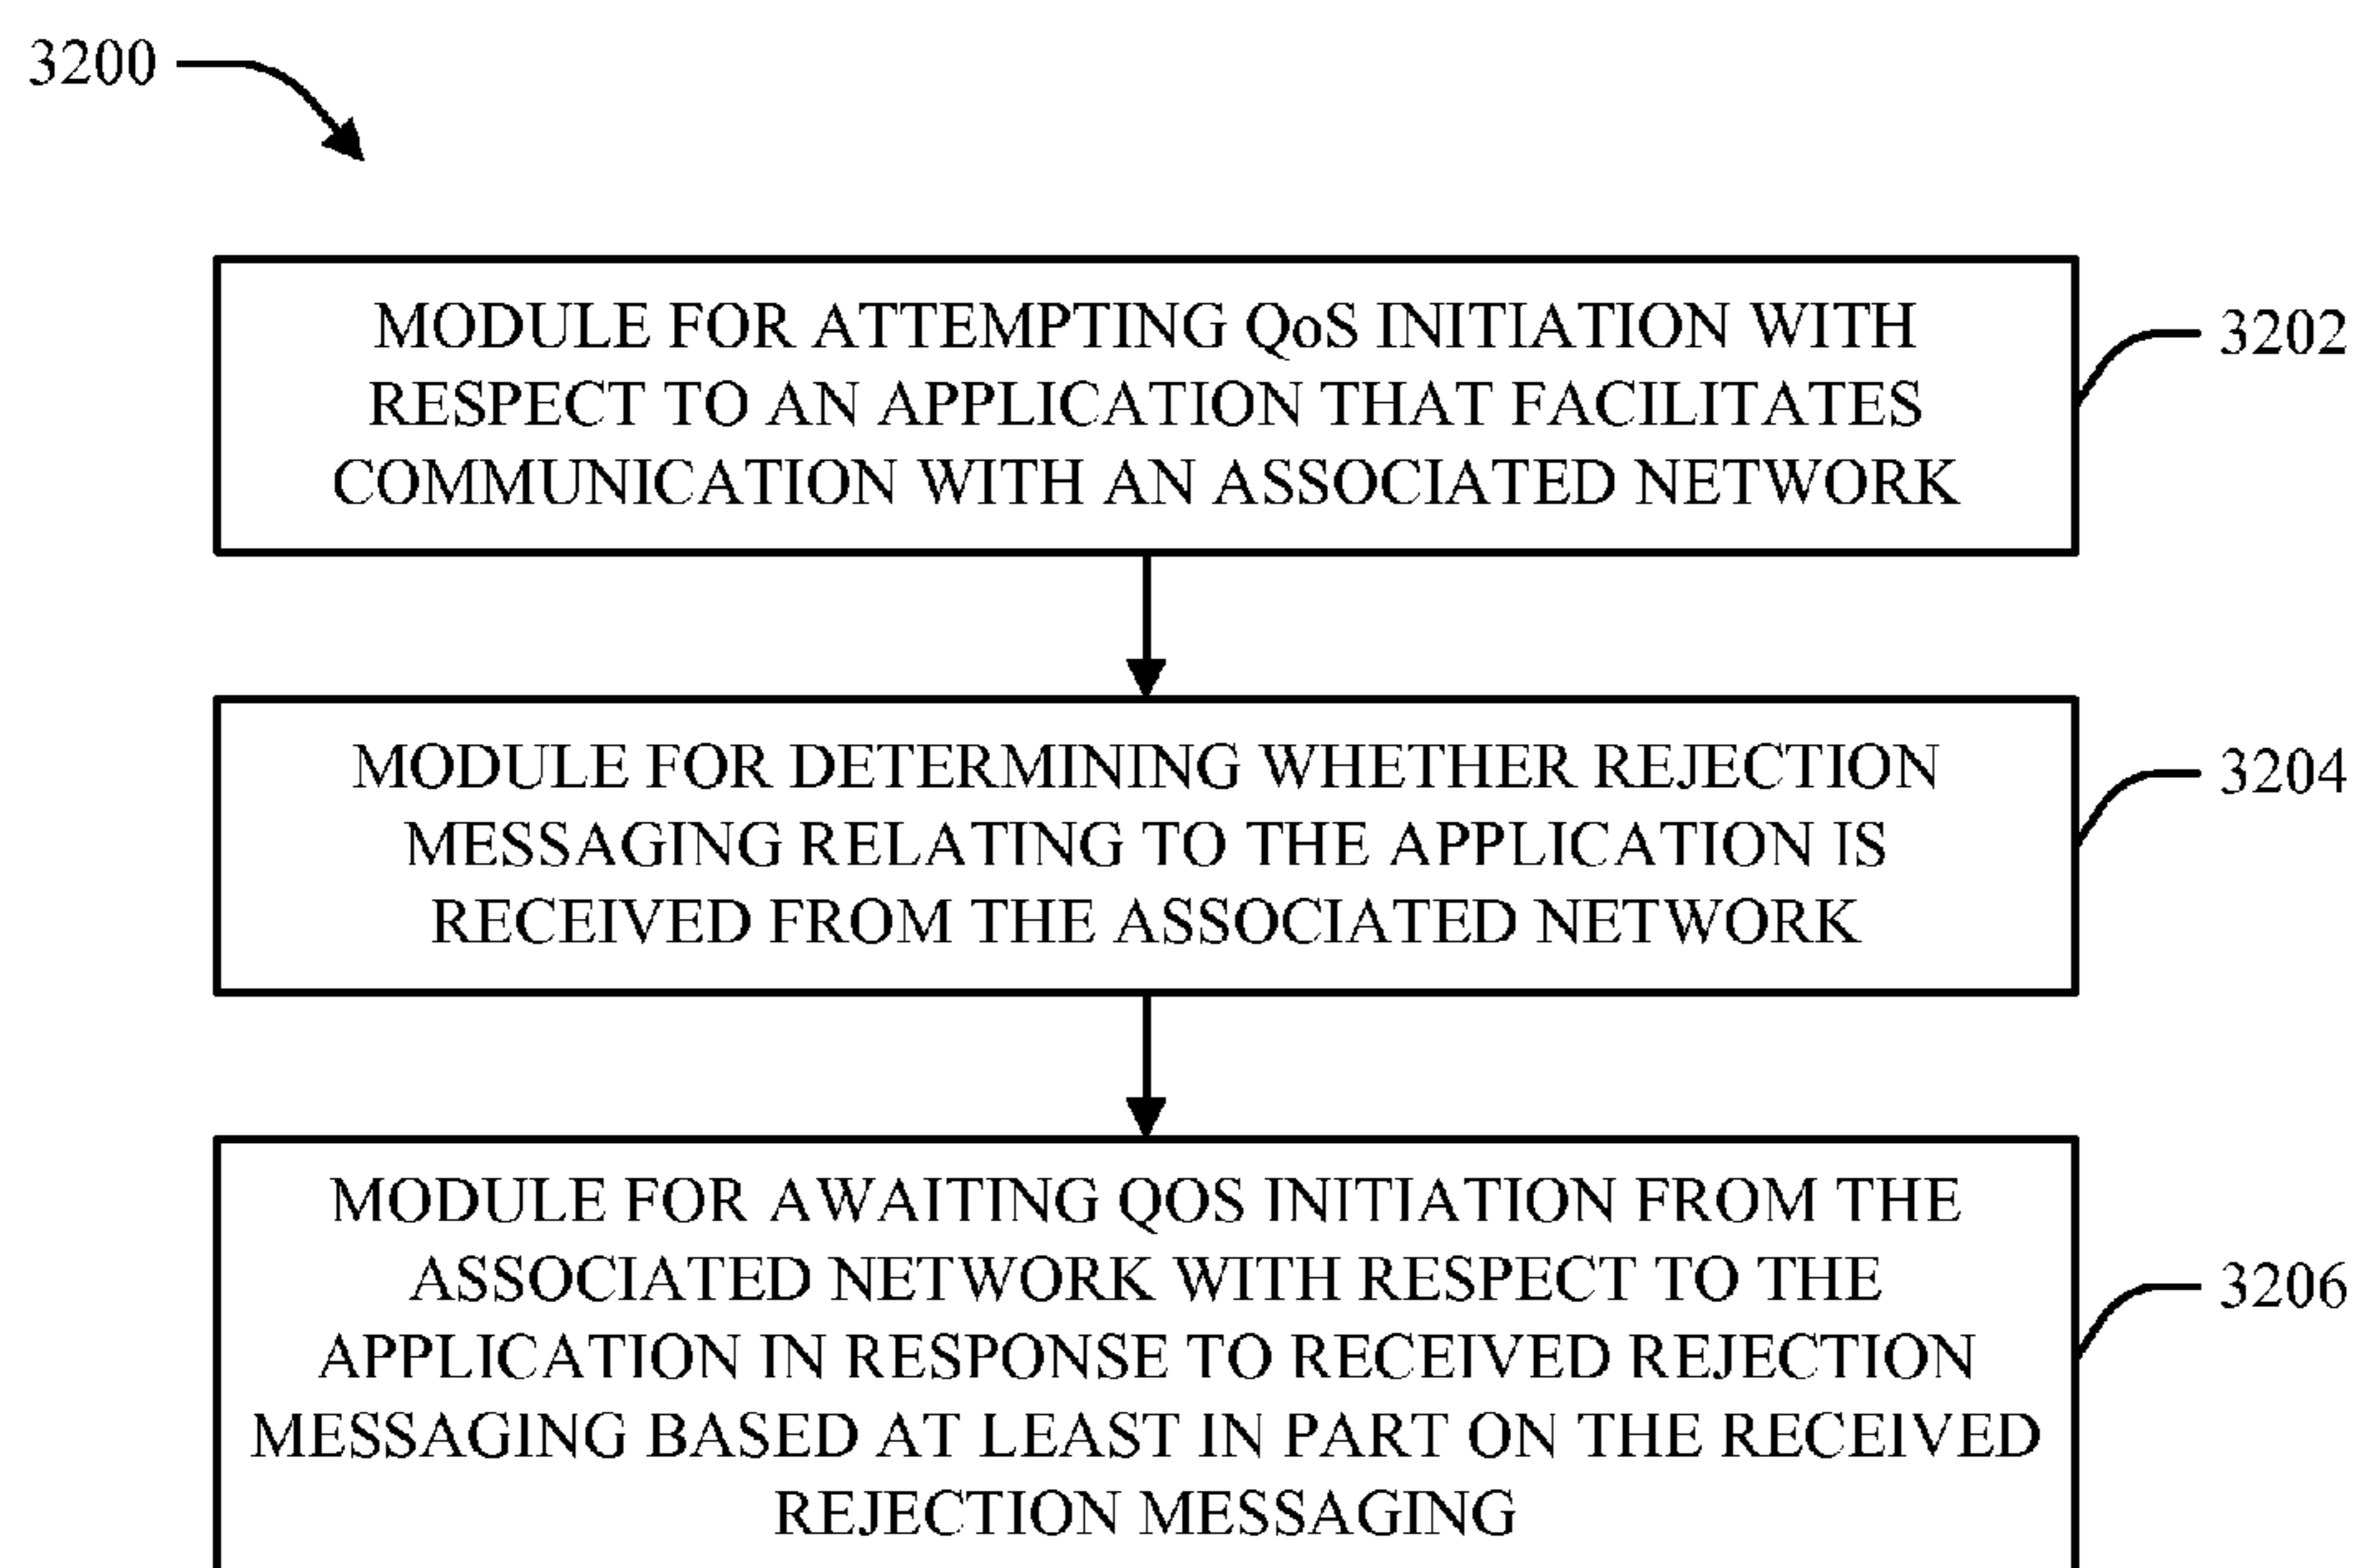 3200
MODULE FOR ATTEMPTING QoS INITIATION WITH
RESPECT TO AN APPLICATION THAT FACILITATES
COMMUNICATION WITH AN ASSOCIATED NETWORK
3202
MODULE FOR DETERMINING WHETHER REJECTION
MESSAGING RELATING TO THE APPLICATION IS
RECEIVED FROM THE ASSOCIATED NETWORK
3204
MODULE FOR AWAITING QOS INITIATION FROM THE
ASSOCIATED NETWORK WITH RESPECT TO THE
APPLICATION IN RESPONSE TO RECEIVED REJECTION
MESSAGING BASED AT LEAST IN PART ON THE RECEIVED
REJECTION MESSAGING
3206